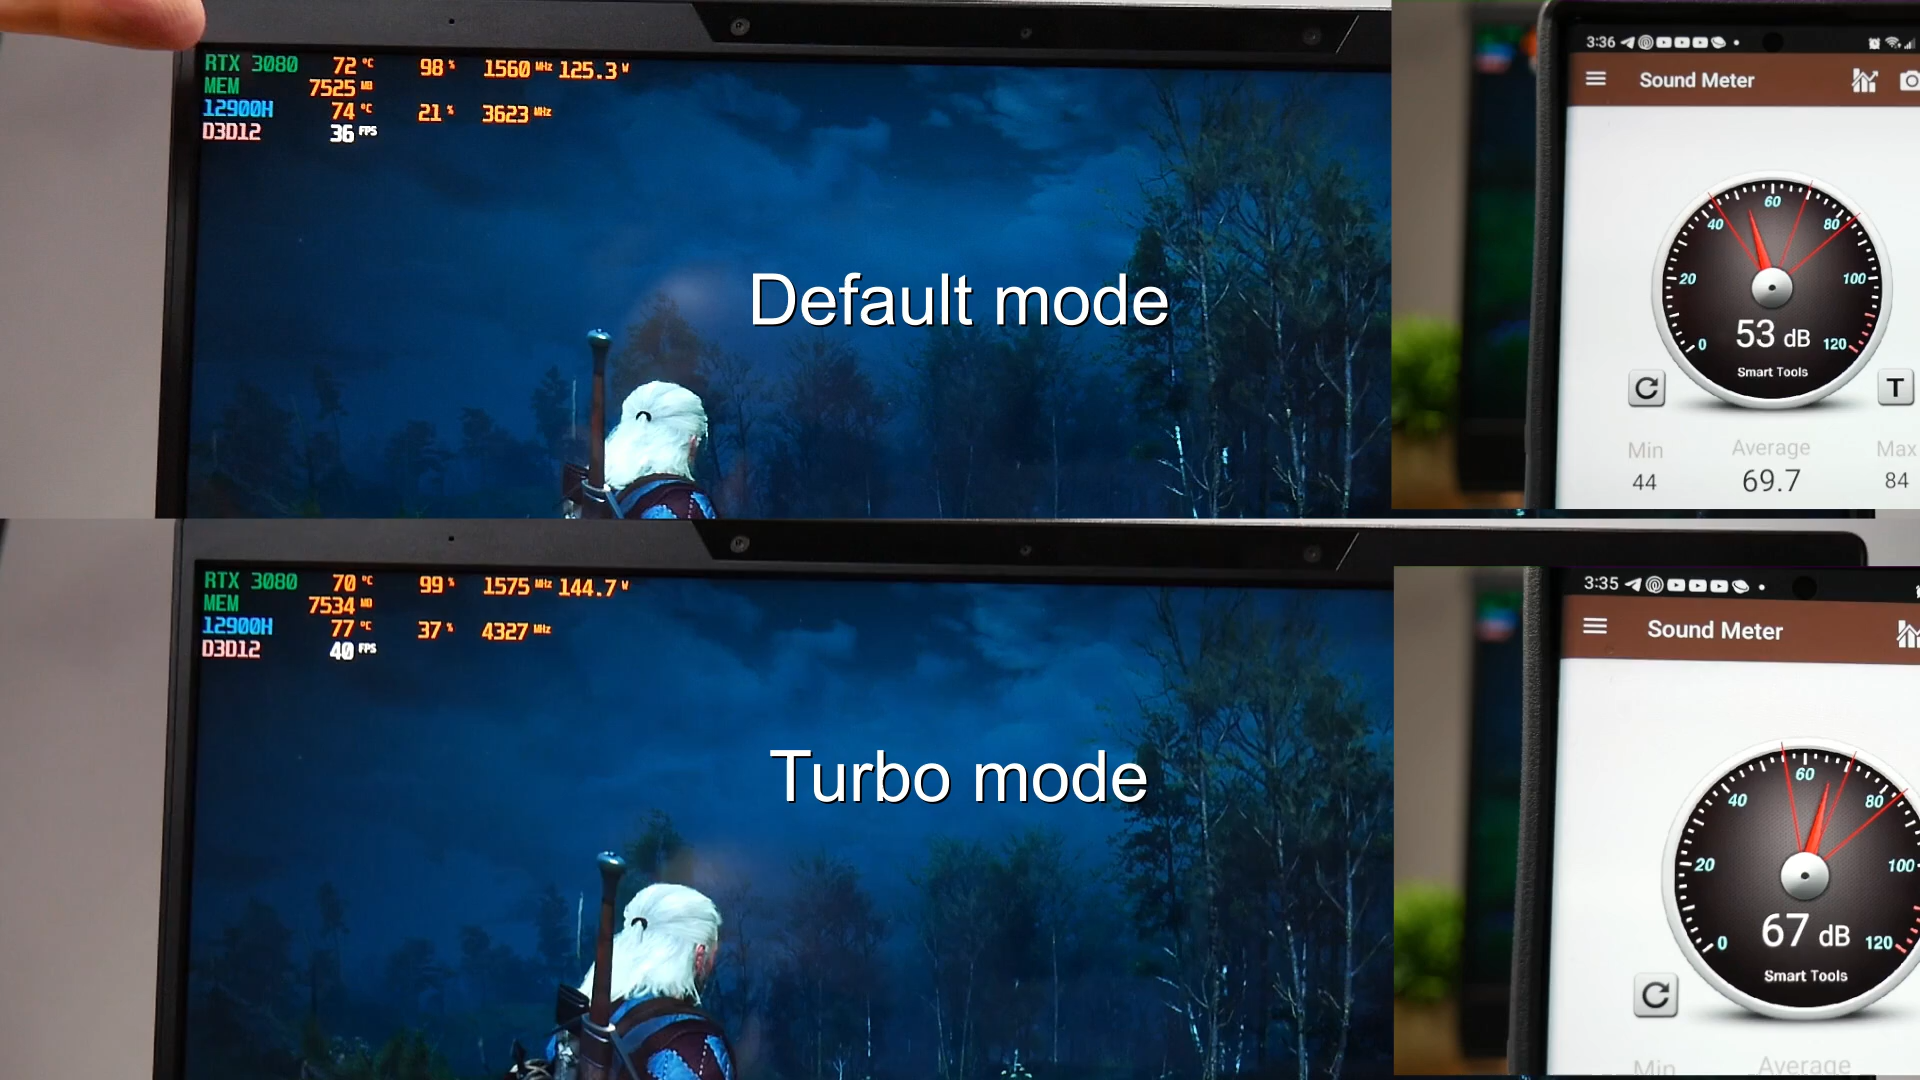 RTX 3080 72 °C 98 % 1560 MHz 125.3 W
MEM 7525 MB
12900H 74 °C 21 % 3623 MHz
D3D12 36 FPS
Default mode
3:36
Sound Meter
0 20 40 60 80 100 120
53 dB
Smart Tools
T
Min Average Max
44 69.7 84
RTX 3080 70 °C 99 % 1575 MHz 144.7 W
MEM 7534 MB
12900H 77 °C 37 % 4327 MHz
D3D12 40 FPS
Turbo mode
3:35
Sound Meter
0 20 40 60 80 100 120
67 dB
Smart Tools
Min Average